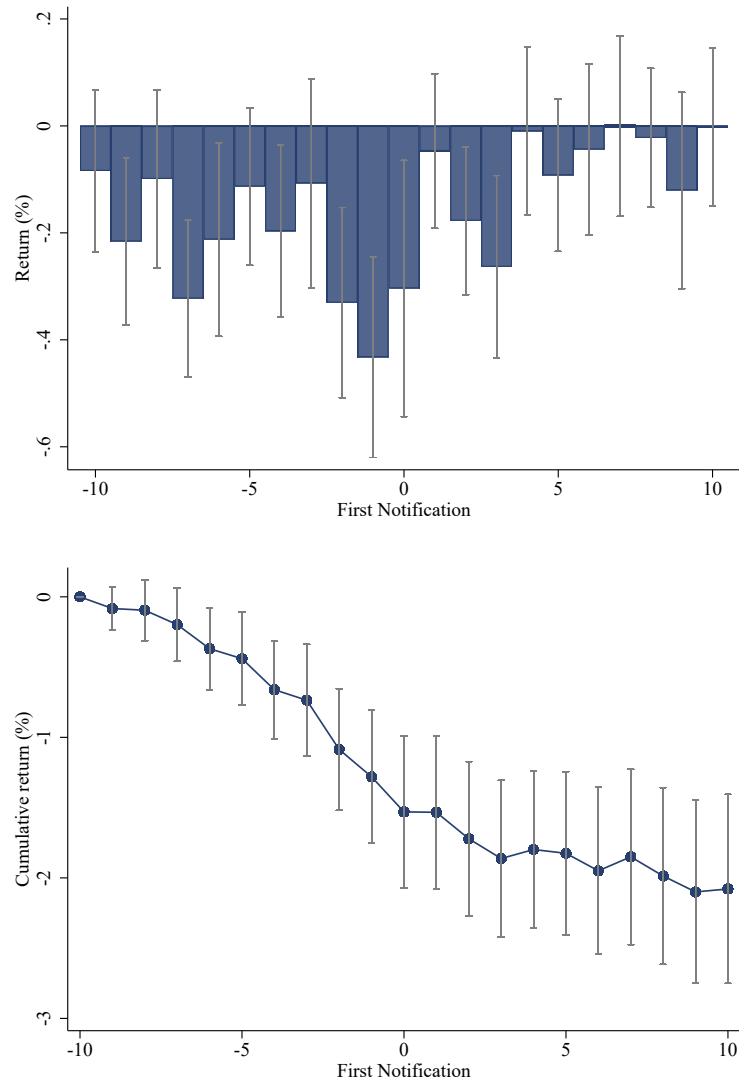 .2
0
-.2
-.4
-.6
Return (%)
-10 -5 0 5 10
First Notification
0
-1
-2
-3
Cumulative return (%)
-10 -5 0 5 10
First Notification